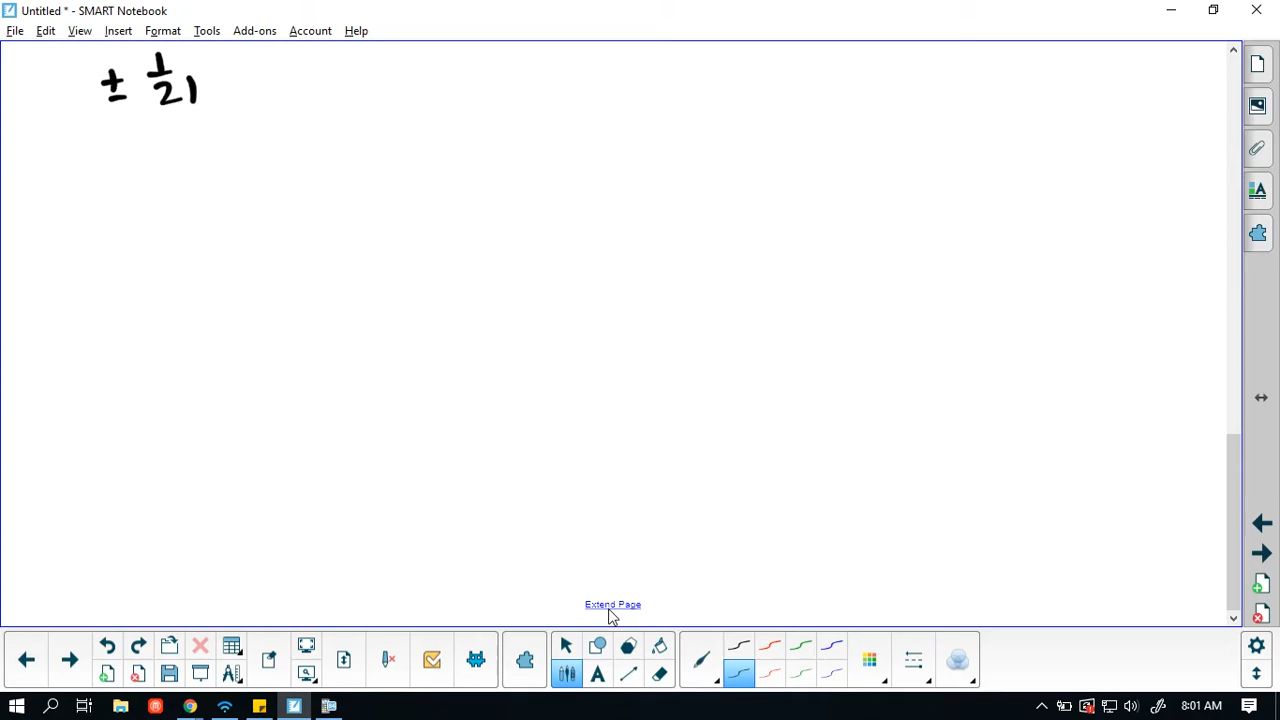 Untitled * - SMART Notebook
File Edit View Insert Format Tools Add-ons Account Help
± 1/21
Extend Page
8:01 AM